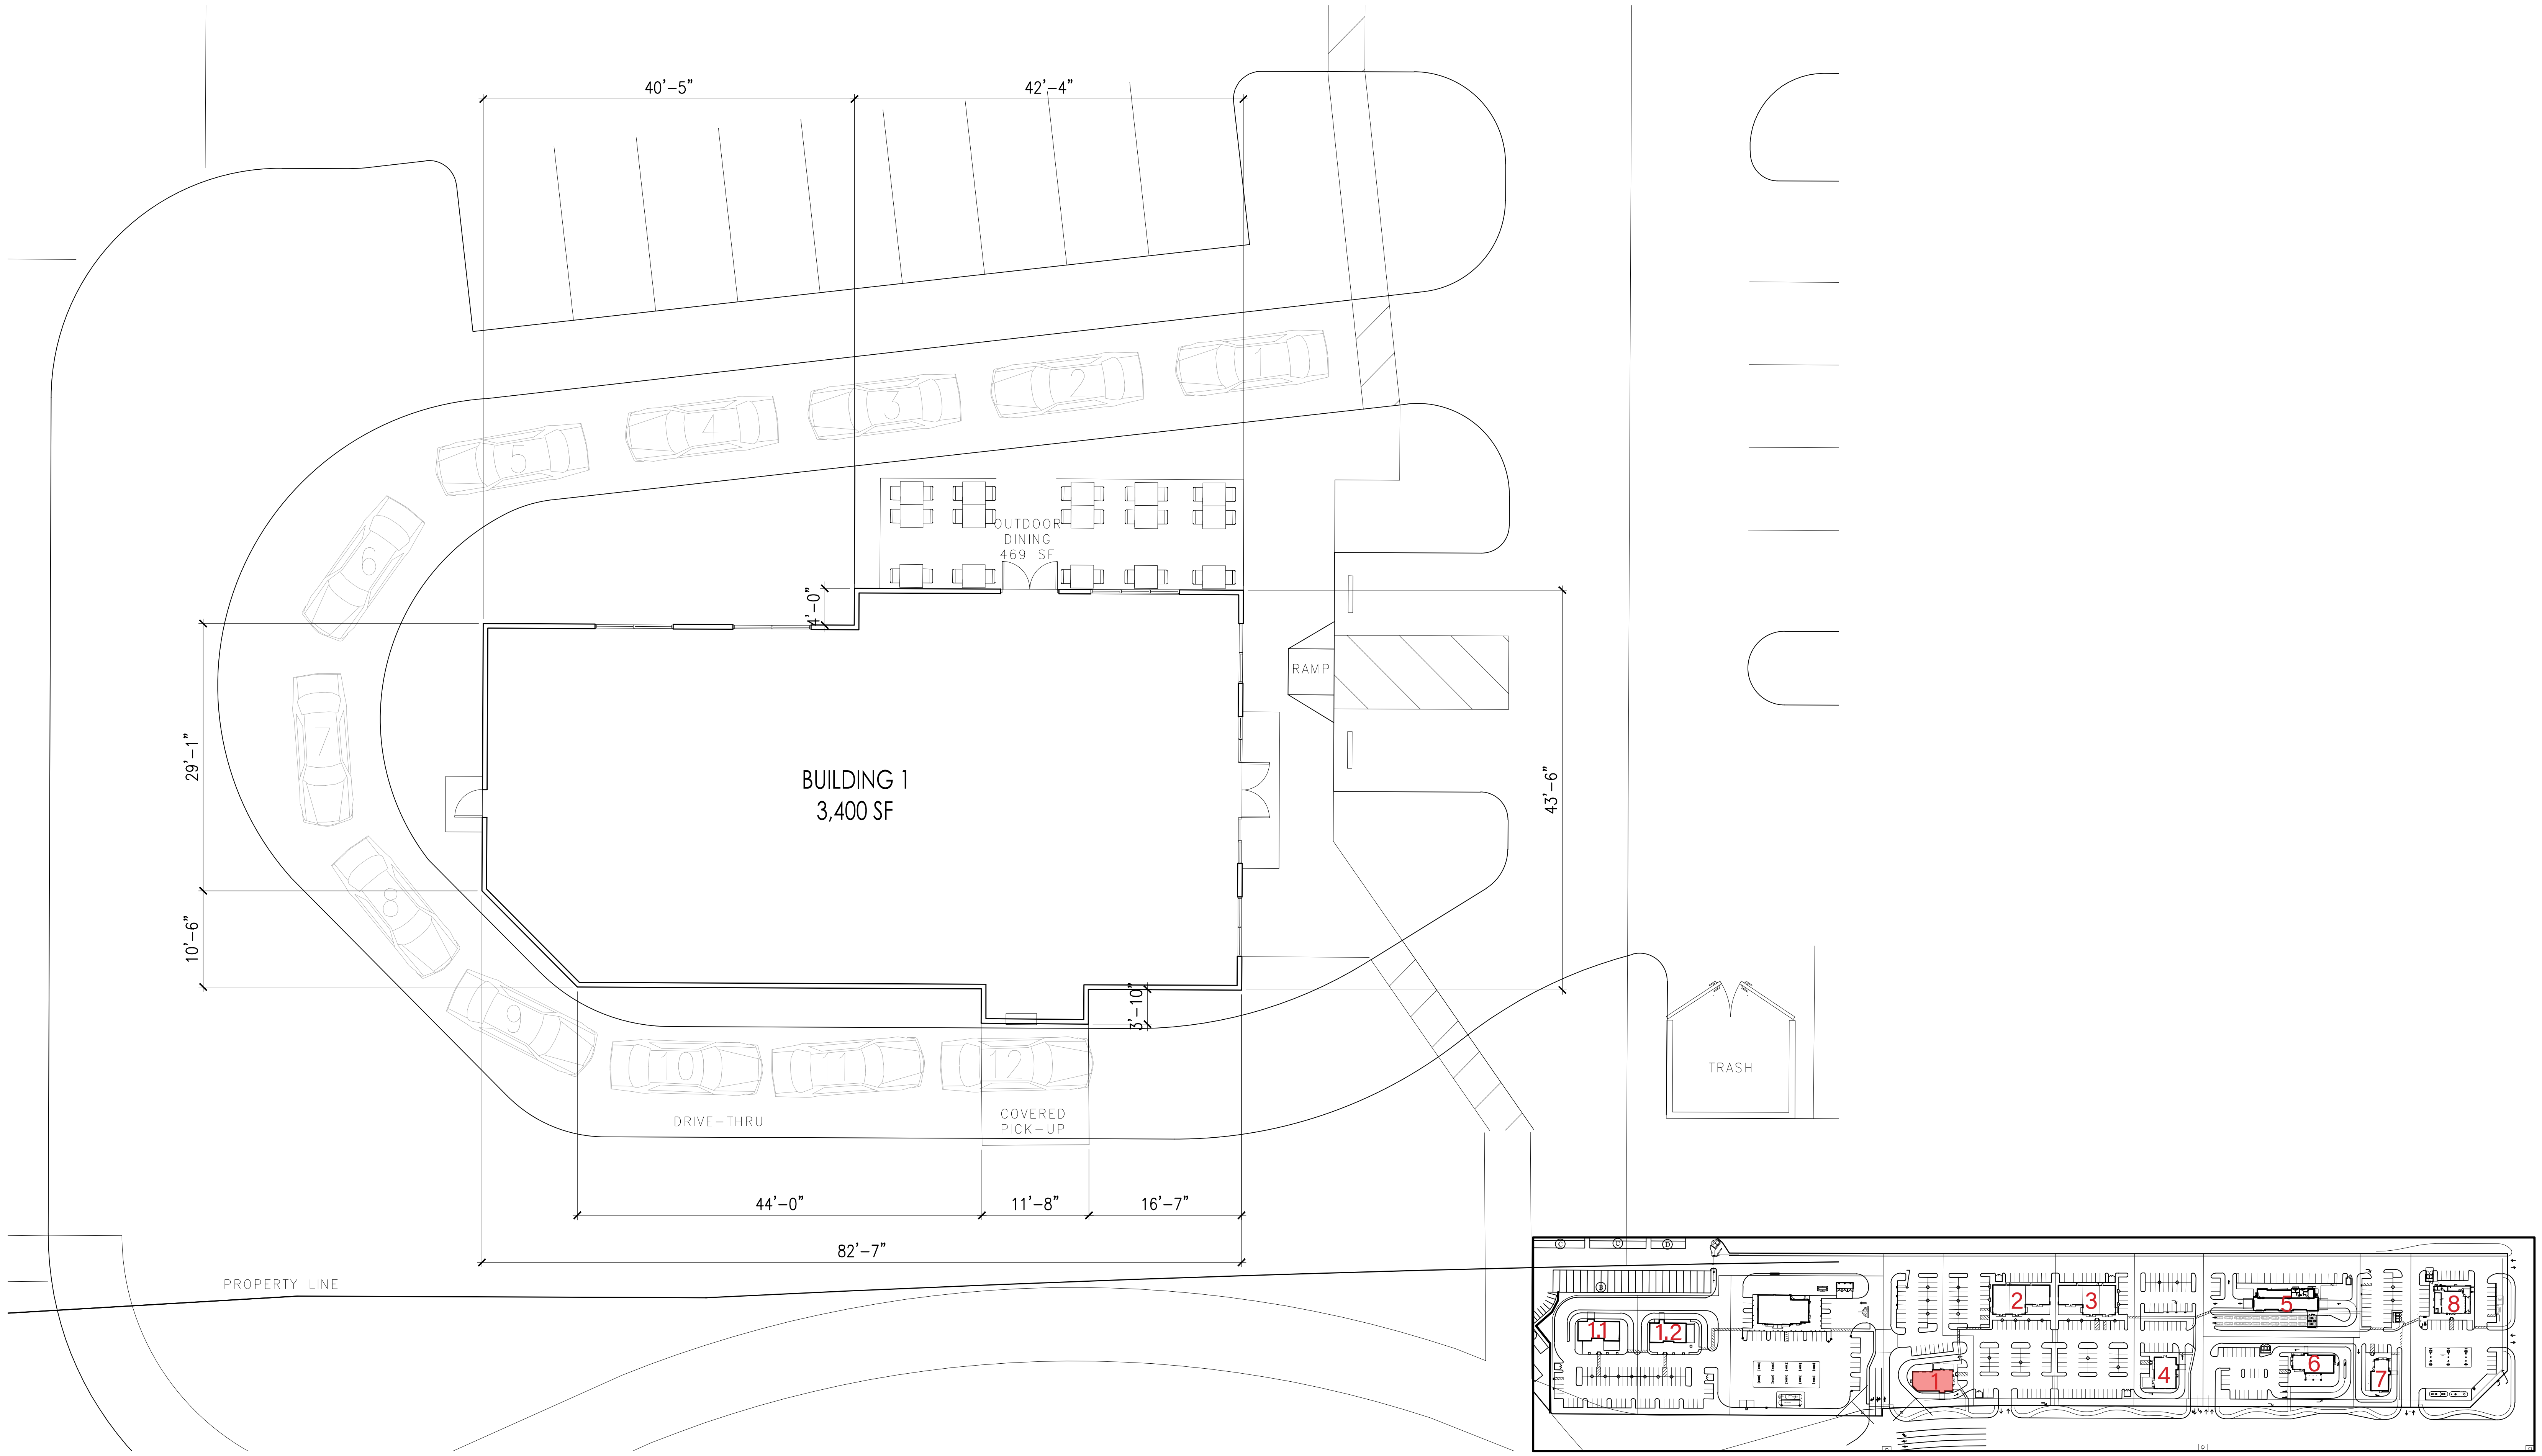 40'-5"
42'-4"
1
2
3
4
5
6
7
8
9
10
11
12
OUTDOOR
DINING
469 SF
4'-0"
RAMP
29'-1"
10'-6"
43'-6"
BUILDING 1
3,400 SF
3'-10"
TRASH
DRIVE-THRU
COVERED
PICK-UP
44'-0"
11'-8"
16'-7"
82'-7"
PROPERTY LINE
C
C
D
B
11
12
2
3
5
8
1
4
6
7